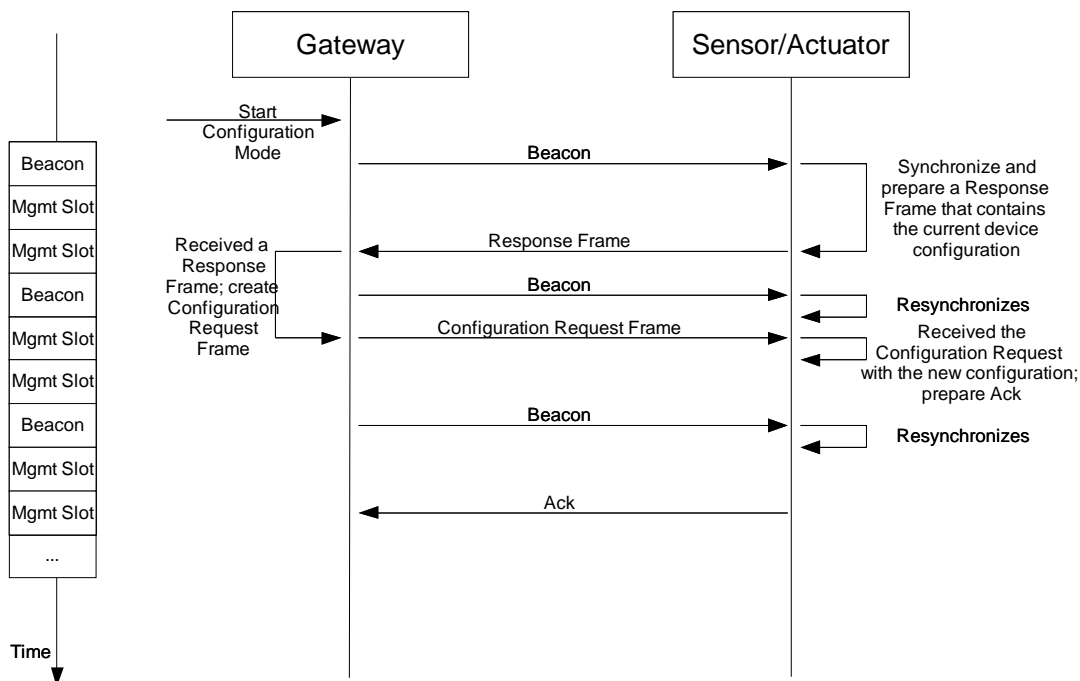 Gateway
Sensor/Actuator
Start
Configuration
Mode
Beacon
Beacon
Synchronize and
prepare a Response
Frame that contains
the current device
configuration
Mgmt Slot
Mgmt Slot
Response Frame
Received a
Response
Frame; create
Configuration
Request
Frame
Beacon
Beacon
Resynchronizes
Mgmt Slot
Configuration Request Frame
Received the
Configuration Request
with the new configuration;
prepare Ack
Mgmt Slot
Beacon
Beacon
Resynchronizes
Mgmt Slot
Mgmt Slot
Ack
...
Time